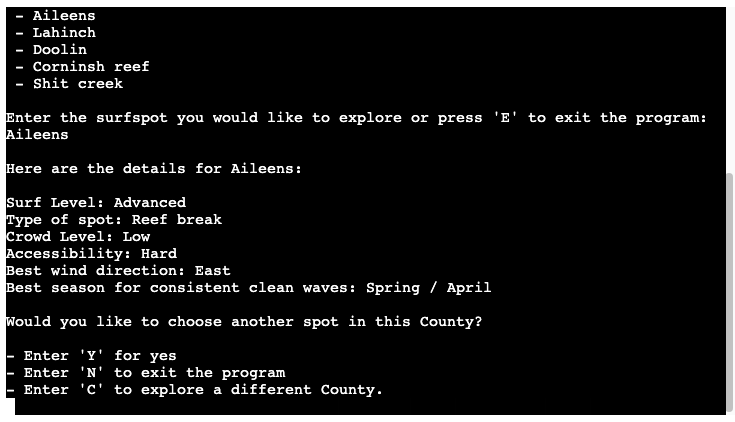 - Aileens
- Lahinch
- Doolin
- Corninsh reef
- Shit creek
Enter the surfspot you would like to explore or press 'E' to exit the program:
Aileens
Here are the details for Aileens:
Surf Level: Advanced
Type of spot: Reef break
Crowd Level: Low
Accessibility: Hard
Best wind direction: East
Best season for consistent clean waves: Spring / April
Would you like to choose another spot in this County?
- Enter 'Y' for yes
- Enter 'N' to exit the program
- Enter 'C' to explore a different County.